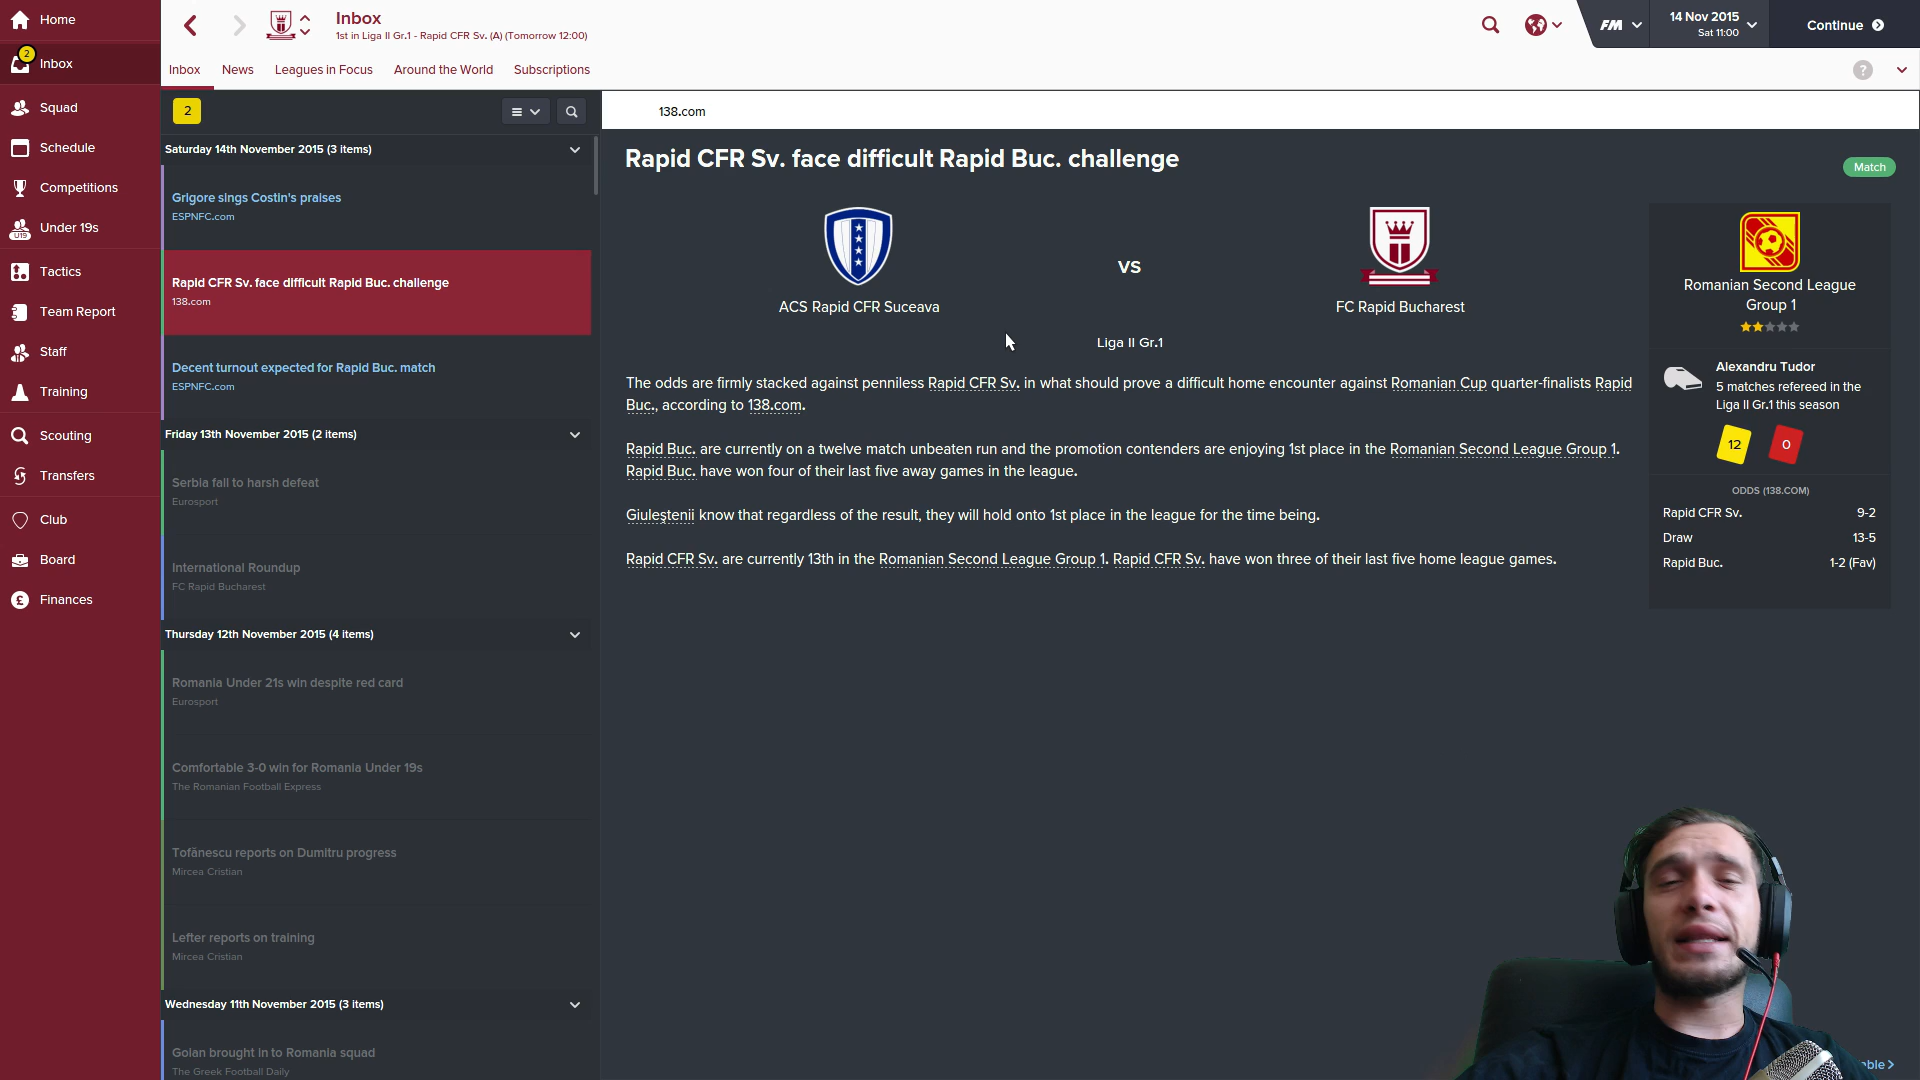 Home
2
Inbox
Squad
Schedule
Competitions
U19
Under 19s
Tactics
Team Report
Staff
Training
Scouting
Transfers
Club
Board
Finances
Inbox
1st in Liga II Gr.1 - Rapid CFR Sv. (A) (Tomorrow 12:00)
FM
14 Nov 2015
Sat 11:00
Continue
Inbox News Leagues in Focus Around the World Subscriptions
?
2
Saturday 14th November 2015 (3 items)
Grigore sings Costin's praises
ESPNFC.com
Rapid CFR Sv. face difficult Rapid Buc. challenge
138.com
Decent turnout expected for Rapid Buc. match
ESPNFC.com
Friday 13th November 2015 (2 items)
Serbia fall to harsh defeat
Eurosport
International Roundup
FC Rapid Bucharest
Thursday 12th November 2015 (4 items)
Romania Under 21s win despite red card
Eurosport
Comfortable 3-0 win for Romania Under 19s
The Romanian Football Express
Tofănescu reports on Dumitru progress
Mircea Cristian
Lefter reports on training
Mircea Cristian
Wednesday 11th November 2015 (3 items)
Golan brought in to Romania squad
The Greek Football Daily
138.com
Rapid CFR Sv. face difficult Rapid Buc. challenge
Match
VS
ACS Rapid CFR Suceava
FC Rapid Bucharest
Liga II Gr.1
The odds are firmly stacked against penniless Rapid CFR Sv. in what should prove a difficult home encounter against Romanian Cup quarter-finalists Rapid
Buc., according to 138.com.
Rapid Buc. are currently on a twelve match unbeaten run and the promotion contenders are enjoying 1st place in the Romanian Second League Group 1.
Rapid Buc. have won four of their last five away games in the league.
Giuleştenii know that regardless of the result, they will hold onto 1st place in the league for the time being.
Rapid CFR Sv. are currently 13th in the Romanian Second League Group 1. Rapid CFR Sv. have won three of their last five home league games.
Romanian Second League
Group 1
Alexandru Tudor
5 matches refereed in the
Liga II Gr.1 this season
12 0
ODDS (138.COM)
Rapid CFR Sv. 9-2
Draw 13-5
Rapid Buc. 1-2 (Fav)